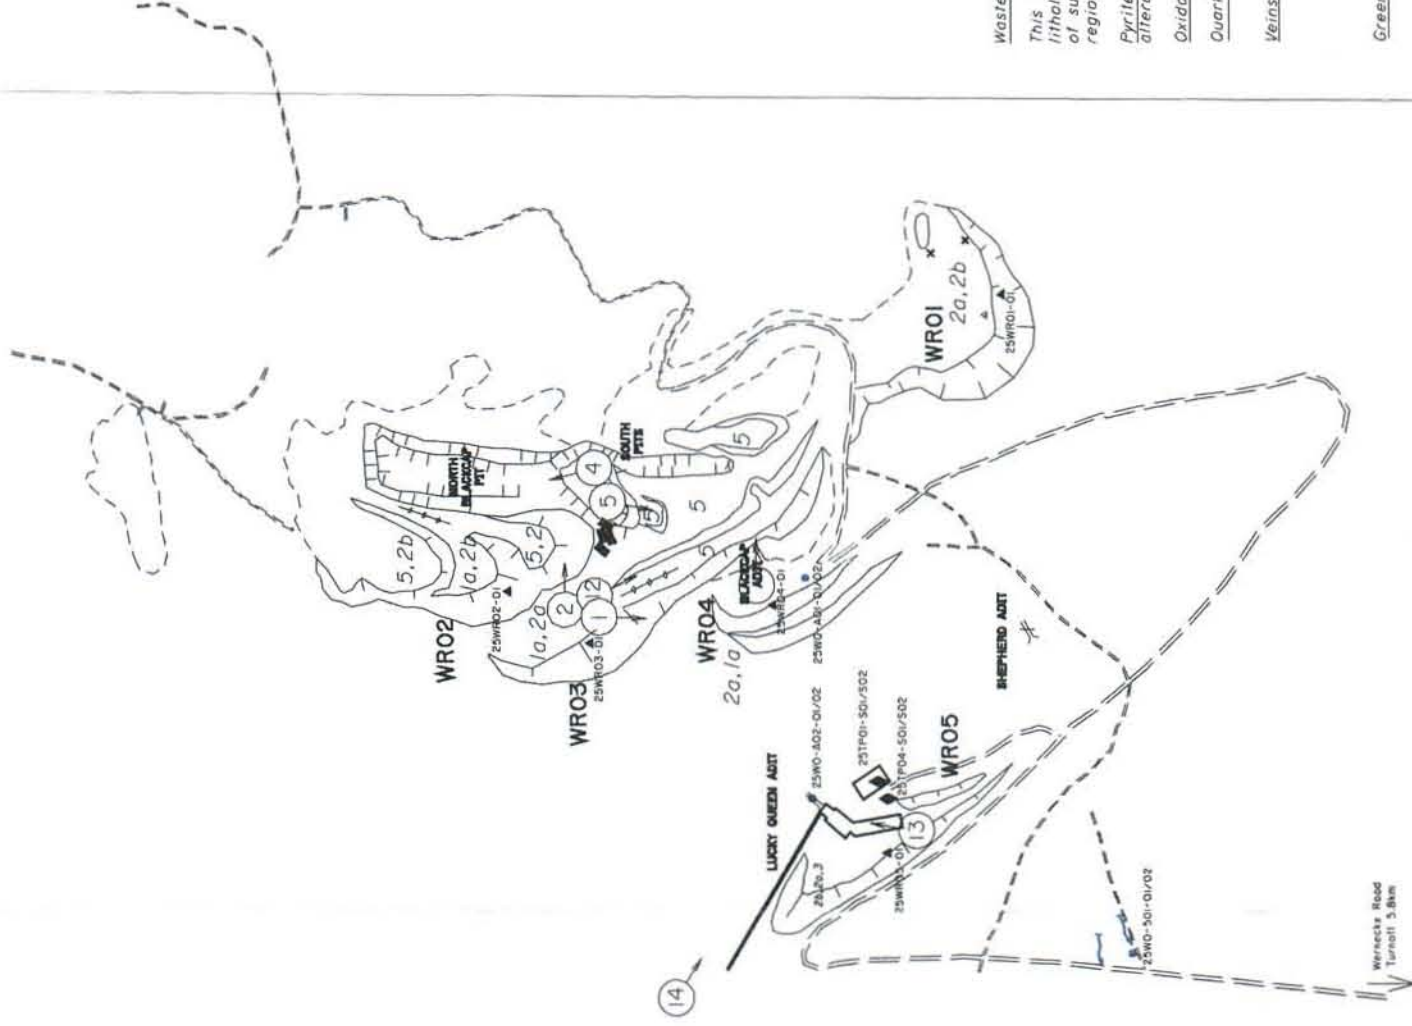 Waste
This
lithol
of su
regio
Pyrite
altera
Oxida
Quart
Veins
Green
NORTH
BLACKCAP
PIT
SOUTH
PITS
4
5
5
5
5
5
5,2b
1a,2b
5,2
WR02
25WR02-01
2
12
1
1a,2a
WR03
25WR03-01
WR04
2a,1a
BLACKCAP
ADIT
25WR04-01
25WO-A01-01/02
WR01
2a,2b
25WR01-01
SHEPHERD ADIT
LUCKY QUEEN ADIT
25WO-A02-01/02
25TP01-S01/S02
25TP04-S01/S02
WR05
13
25WR05-01
2b,2a,3
14
25WO-S01-01/02
Wernecke Road
Turnoff 5.8km